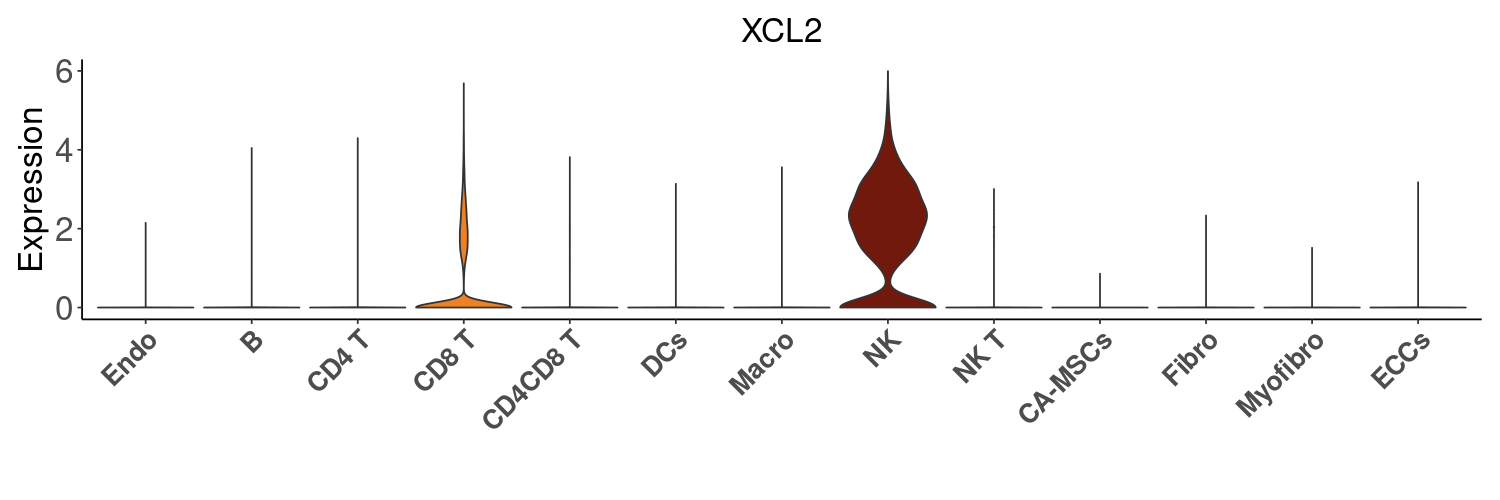 XCL2
Expression
6
4
2
0
Endo
B
CD4 T
CD8 T
CD4CD8 T
DCs
Macro
NK
NK T
CA-MSCs
Fibro
Myofibro
ECCs